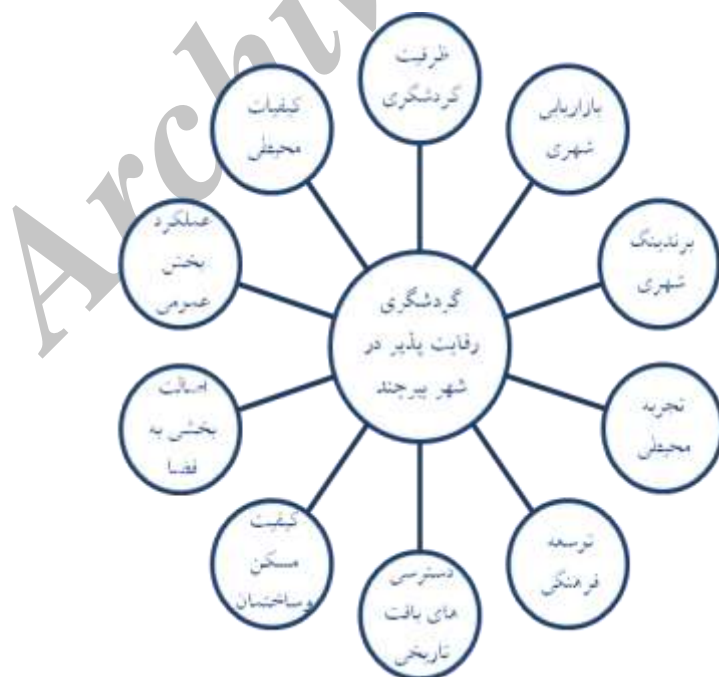 ظرفیت
گردشگری
بازاریابی
شهری
برندینگ
شهری
تجربه
محیطی
توسعه
فرهنگی
دسترسی
های بافت
تاریخی
کیفیت
مسکن
وساختمان
اصالت
بخشی به
فضا
عملکرد
بخش
عمومی
کیفیات
محیطی
گردشگری
رقابت پذیر در
شهر بیرجند
Archiv